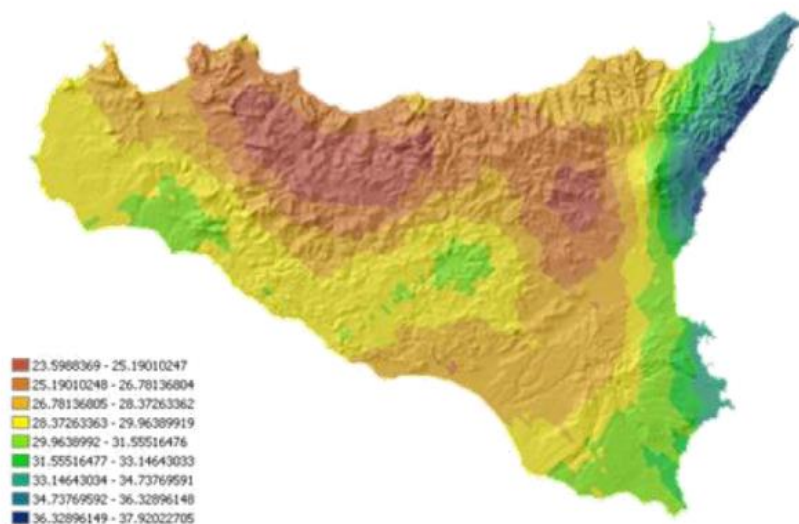 23.5988369 - 25.19010247
25.19010248 - 26.78136804
26.78136805 - 28.37263362
28.37263363 - 29.96389919
29.9638992 - 31.55516476
31.55516477 - 33.14643033
33.14643034 - 34.73769591
34.73769592 - 36.32896148
36.32896149 - 37.92022705